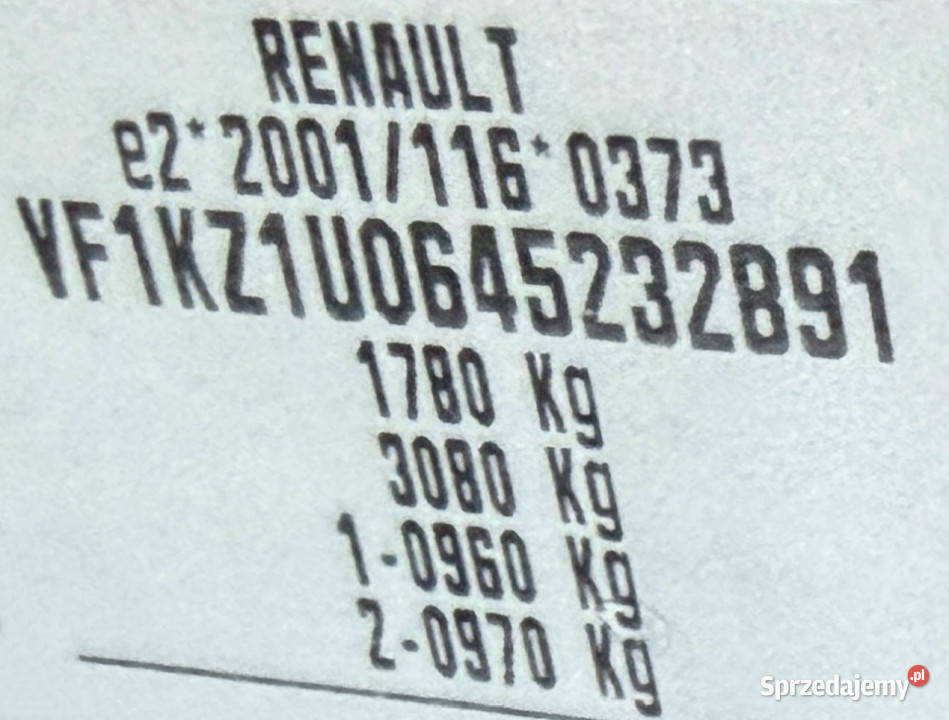 RENAULT
e2*2001/116*0373
VF1KZ1U0645232891
1780 Kg
3080 Kg
1-0960 Kg
2-0970 Kg
Sprzedajemy.pl